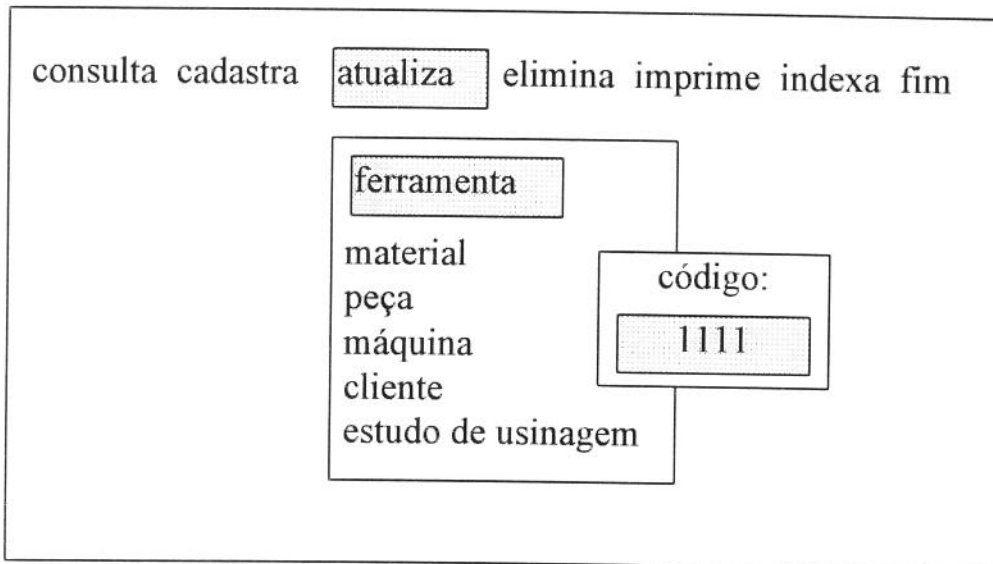 consulta cadastra atualiza elimina imprime indexa fim
ferramenta
material
peça
máquina
cliente
estudo de usinagem
código:
1111